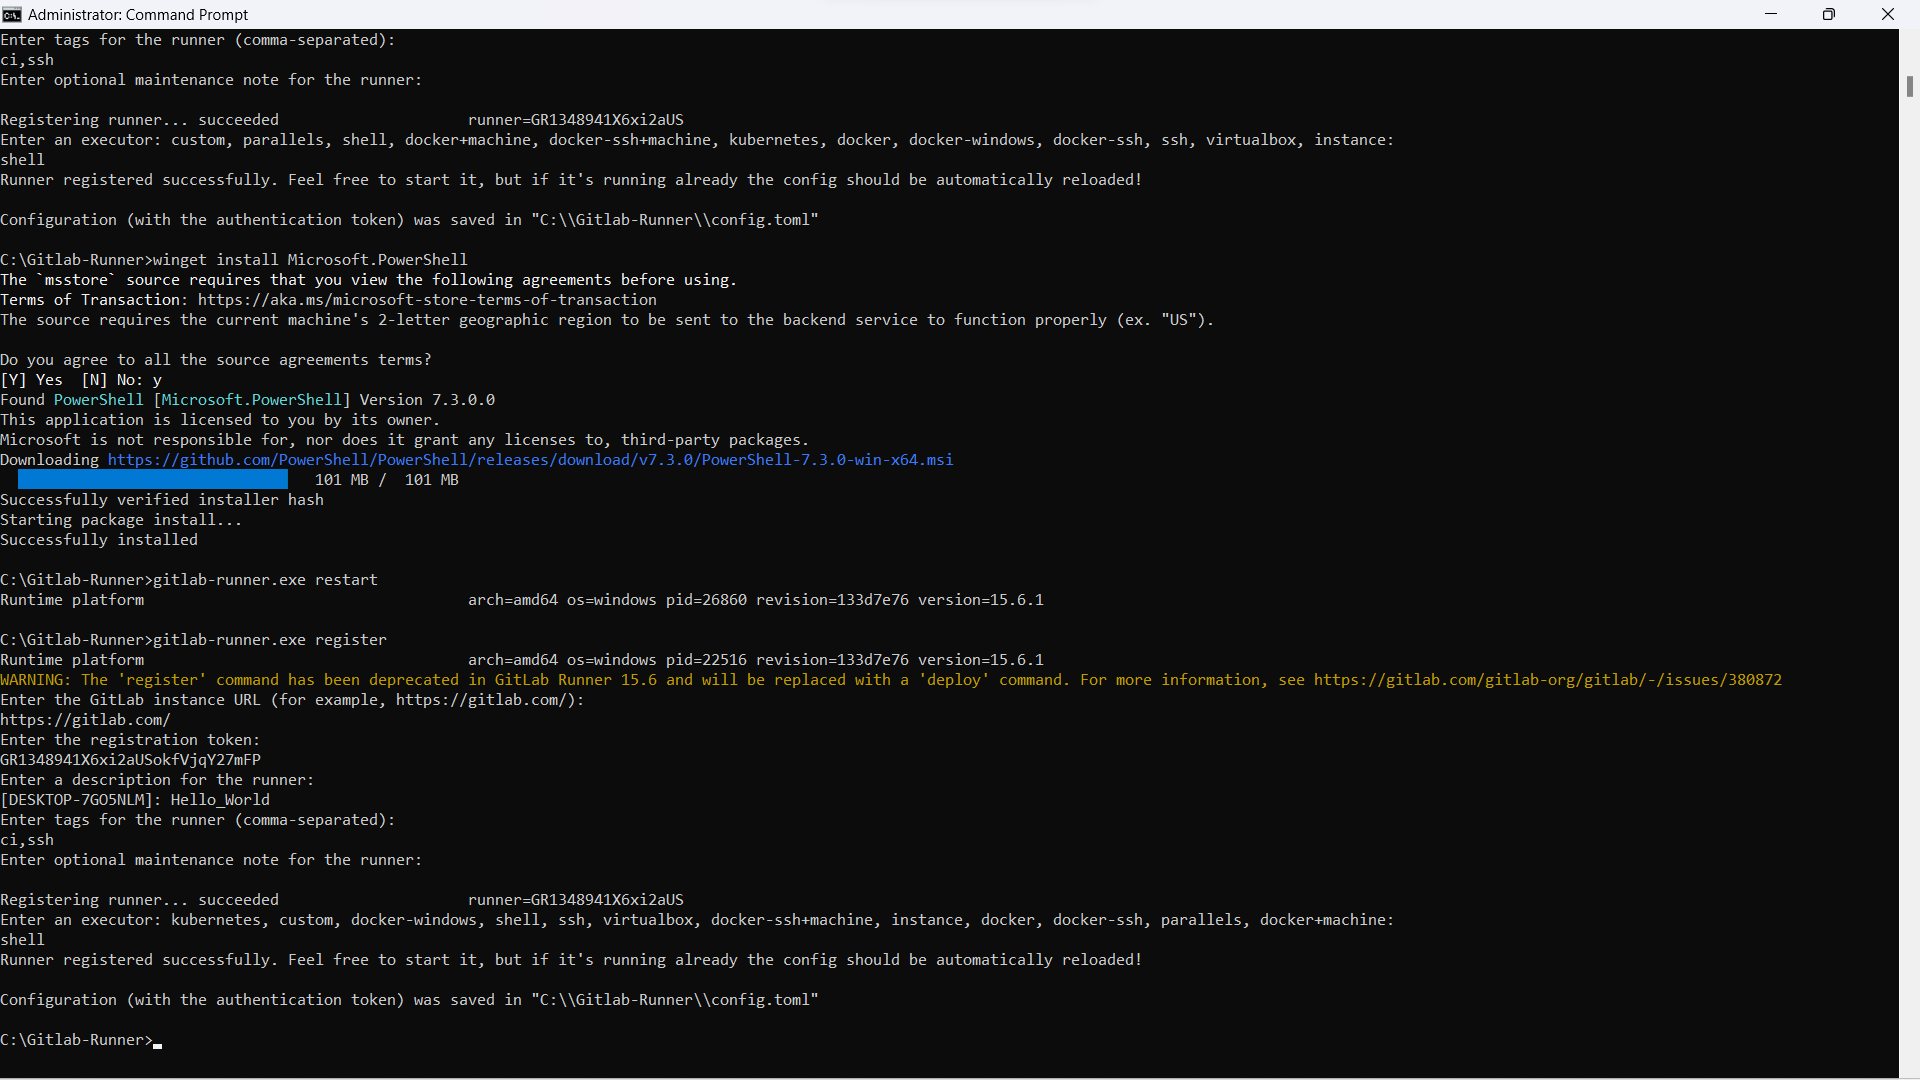 Administrator: Command Prompt
Enter tags for the runner (comma-separated):
ci,ssh
Enter optional maintenance note for the runner:
Registering runner... succeeded                     runner=GR1348941X6xi2aUS
Enter an executor: custom, parallels, shell, docker+machine, docker-ssh+machine, kubernetes, docker, docker-windows, docker-ssh, ssh, virtualbox, instance:
shell
Runner registered successfully. Feel free to start it, but if it's running already the config should be automatically reloaded!
Configuration (with the authentication token) was saved in "C:\\Gitlab-Runner\\config.toml"
C:\Gitlab-Runner>winget install Microsoft.PowerShell
The `msstore` source requires that you view the following agreements before using.
Terms of Transaction: https://aka.ms/microsoft-store-terms-of-transaction
The source requires the current machine's 2-letter geographic region to be sent to the backend service to function properly (ex. "US").
Do you agree to all the source agreements terms?
[Y] Yes  [N] No: y
Found PowerShell [Microsoft.PowerShell] Version 7.3.0.0
This application is licensed to you by its owner.
Microsoft is not responsible for, nor does it grant any licenses to, third-party packages.
Downloading https://github.com/PowerShell/PowerShell/releases/download/v7.3.0/PowerShell-7.3.0-win-x64.msi
101 MB /  101 MB
Successfully verified installer hash
Starting package install...
Successfully installed
C:\Gitlab-Runner>gitlab-runner.exe restart
Runtime platform                                    arch=amd64 os=windows pid=26860 revision=133d7e76 version=15.6.1
C:\Gitlab-Runner>gitlab-runner.exe register
Runtime platform                                    arch=amd64 os=windows pid=22516 revision=133d7e76 version=15.6.1
WARNING: The 'register' command has been deprecated in GitLab Runner 15.6 and will be replaced with a 'deploy' command. For more information, see https://gitlab.com/gitlab-org/gitlab/-/issues/380872
Enter the GitLab instance URL (for example, https://gitlab.com/):
https://gitlab.com/
Enter the registration token:
GR1348941X6xi2aUSokfVjqY27mFP
Enter a description for the runner:
[DESKTOP-7GO5NLM]: Hello_World
Enter tags for the runner (comma-separated):
ci,ssh
Enter optional maintenance note for the runner:
Registering runner... succeeded                     runner=GR1348941X6xi2aUS
Enter an executor: kubernetes, custom, docker-windows, shell, ssh, virtualbox, docker-ssh+machine, instance, docker, docker-ssh, parallels, docker+machine:
shell
Runner registered successfully. Feel free to start it, but if it's running already the config should be automatically reloaded!
Configuration (with the authentication token) was saved in "C:\\Gitlab-Runner\\config.toml"
C:\Gitlab-Runner>